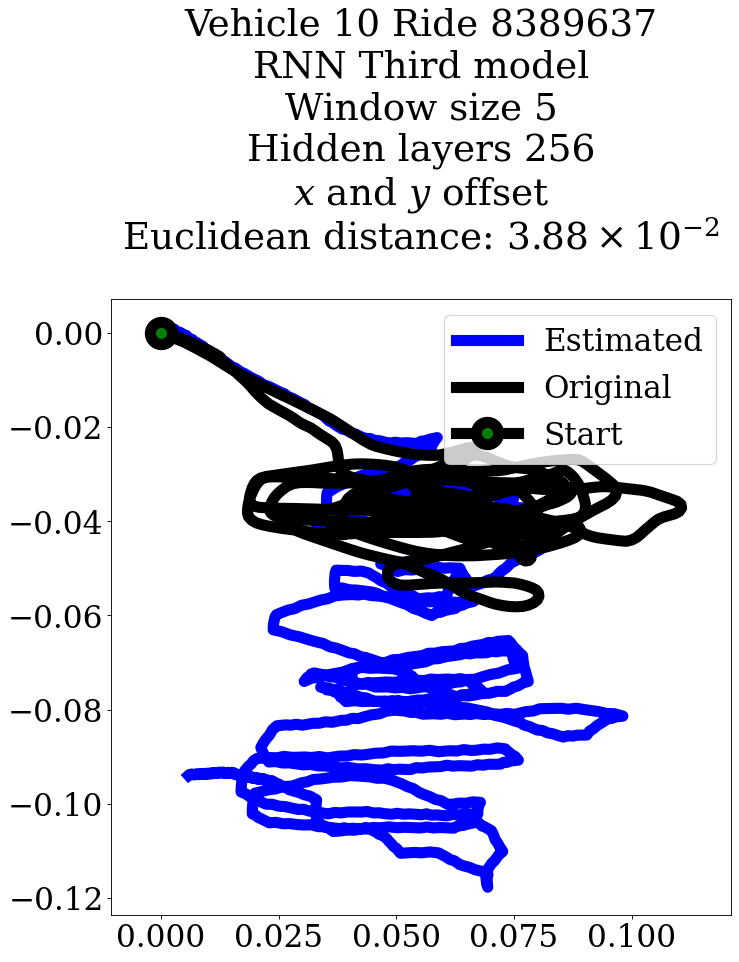 Vehicle 10 Ride 8389637
RNN Third model
Window size 5
Hidden layers 256
x and y offset
Euclidean distance: 3.88 × 10⁻²
Estimated
Original
Start
0.00
−0.02
−0.04
−0.06
−0.08
−0.10
−0.12
0.000 0.025 0.050 0.075 0.100